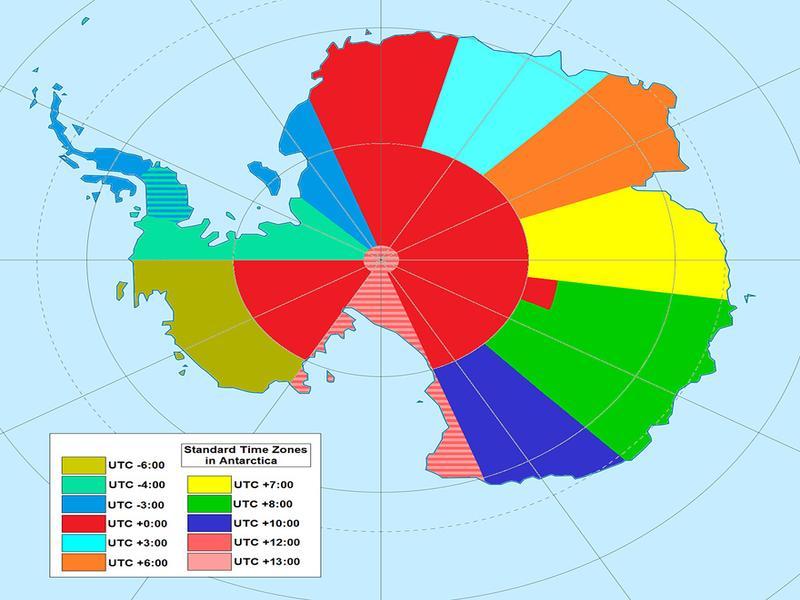 Standard Time Zones
in Antarctica
UTC -6:00
UTC -4:00
UTC -3:00
UTC +0:00
UTC +3:00
UTC +6:00
UTC +7:00
UTC +8:00
UTC +10:00
UTC +12:00
UTC +13:00